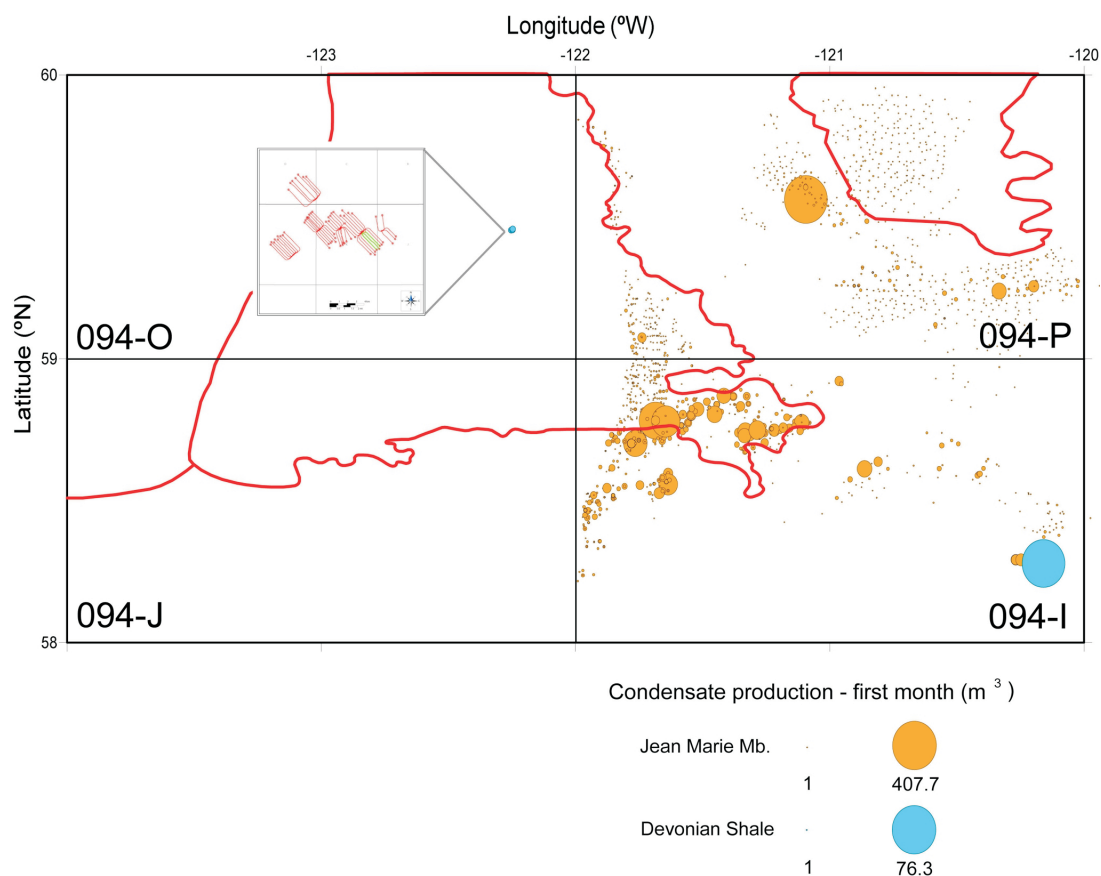 Longitude (ºW)
-123
-122
-121
-120
60
59
58
Latitude (ºN)
094-O
094-P
094-J
094-I
Condensate production - first month (m ³ )
Jean Marie Mb.
1
407.7
Devonian Shale
1
76.3